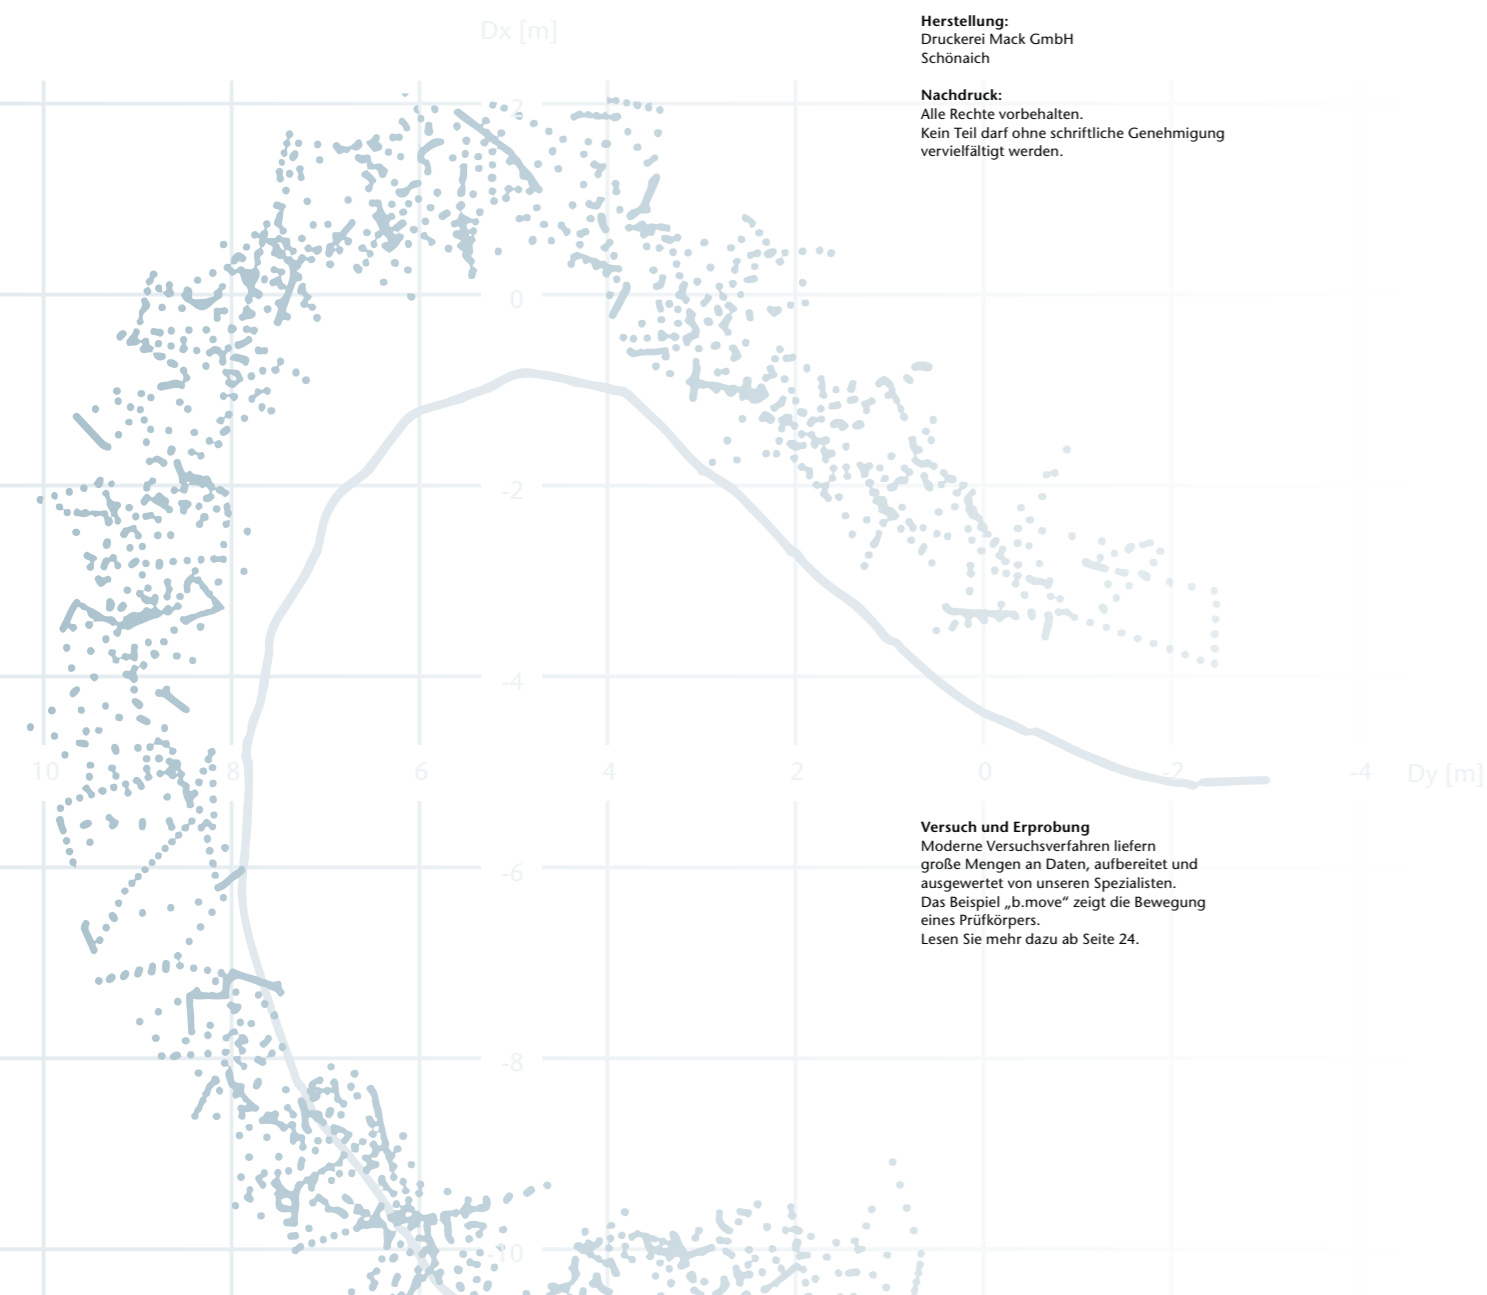 Dx [m]
Herstellung:
Druckerei Mack GmbH
Schönaich
Nachdruck:
Alle Rechte vorbehalten.
Kein Teil darf ohne schriftliche Genehmigung
vervielfältigt werden.
2
0
-2
-4
10 8 6 4 2 0 -2 -4 Dy [m]
Versuch und Erprobung
Moderne Versuchsverfahren liefern
große Mengen an Daten, aufbereitet und
ausgewertet von unseren Spezialisten.
Das Beispiel „b.move“ zeigt die Bewegung
eines Prüfkörpers.
Lesen Sie mehr dazu ab Seite 24.
-6
-8
-10